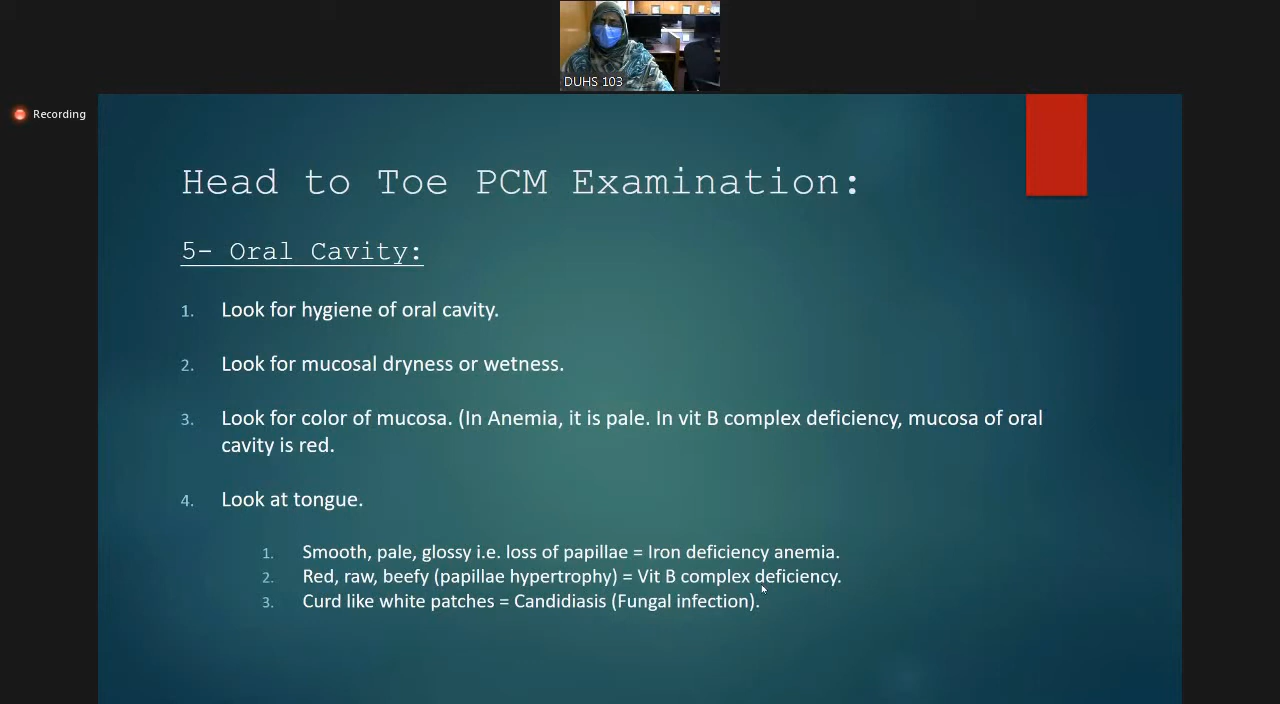 DUHS 103
Recording
Head to Toe PCM Examination:
5- Oral Cavity:
1. Look for hygiene of oral cavity.
2. Look for mucosal dryness or wetness.
3. Look for color of mucosa. (In Anemia, it is pale. In vit B complex deficiency, mucosa of oral
cavity is red.
4. Look at tongue.
1. Smooth, pale, glossy i.e. loss of papillae = Iron deficiency anemia.
2. Red, raw, beefy (papillae hypertrophy) = Vit B complex deficiency.
3. Curd like white patches = Candidiasis (Fungal infection).